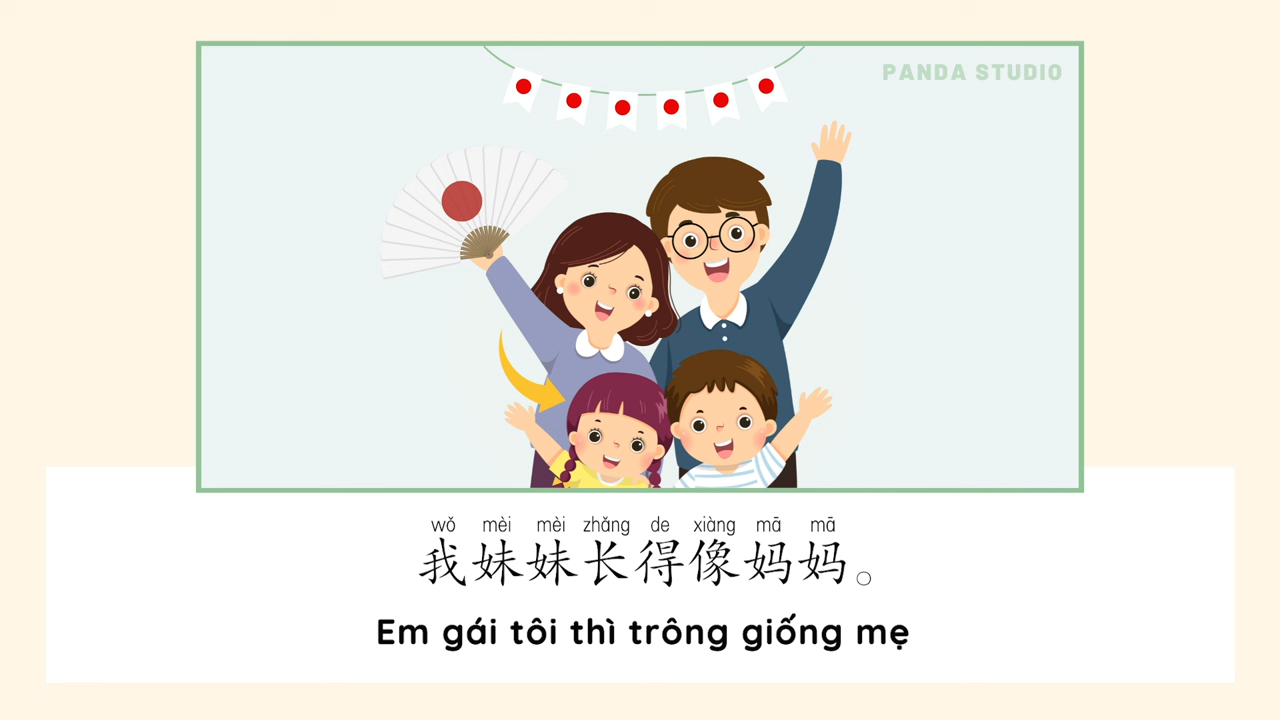 PANDA STUDIO
wǒ mèi mèi zhǎng de xiàng mā mā
我妹妹长得像妈妈。
Em gái tôi thì trông giống mẹ